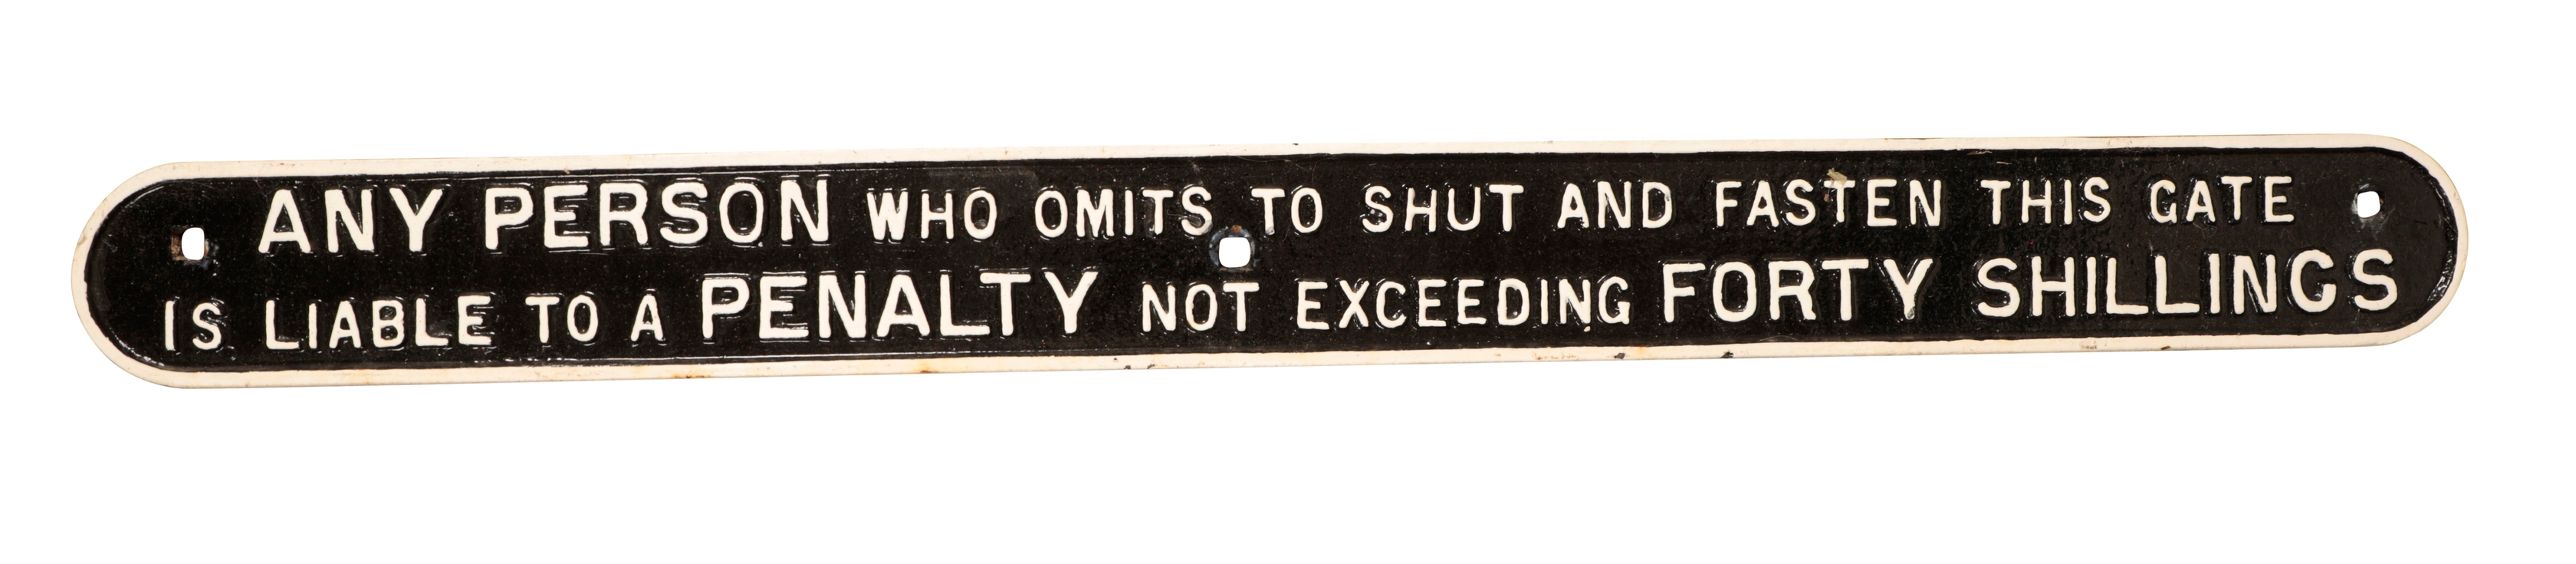 ANY PERSON WHO OMITS TO SHUT AND FASTEN THIS GATE
IS LIABLE TO A PENALTY NOT EXCEEDING FORTY SHILLINGS